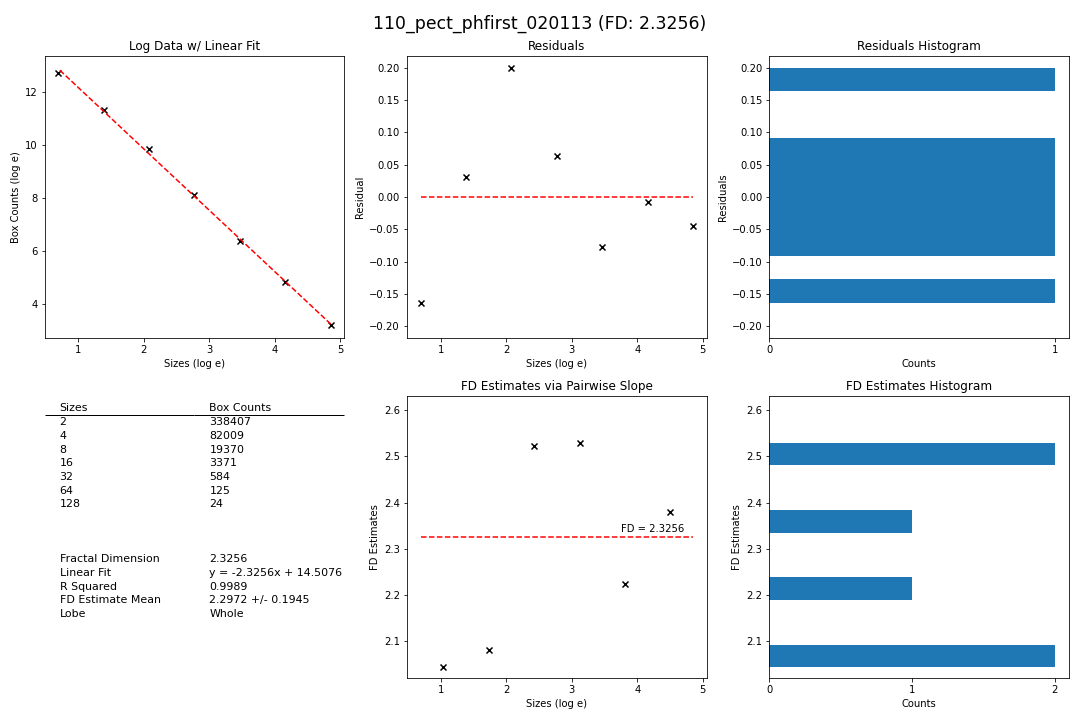 110_pect_phfirst_020113 (FD: 2.3256)
Log Data w/ Linear Fit
Box Counts (log e)
12
10
8
6
4
1 2 3 4 5
Sizes (log e)
Residuals
Residual
0.20
0.15
0.10
0.05
0.00
−0.05
−0.10
−0.15
−0.20
1 2 3 4 5
Sizes (log e)
Residuals Histogram
Residuals
0.20
0.15
0.10
0.05
0.00
−0.05
−0.10
−0.15
−0.20
0 1
Counts
Sizes Box Counts
2 338407
4 82009
8 19370
16 3371
32 584
64 125
128 24
Fractal Dimension 2.3256
Linear Fit y = -2.3256x + 14.5076
R Squared 0.9989
FD Estimate Mean 2.2972 +/- 0.1945
Lobe Whole
FD Estimates via Pairwise Slope
FD Estimates
2.6
2.5
2.4
2.3
2.2
2.1
FD = 2.3256
1 2 3 4 5
Sizes (log e)
FD Estimates Histogram
FD Estimates
2.6
2.5
2.4
2.3
2.2
2.1
0 1 2
Counts